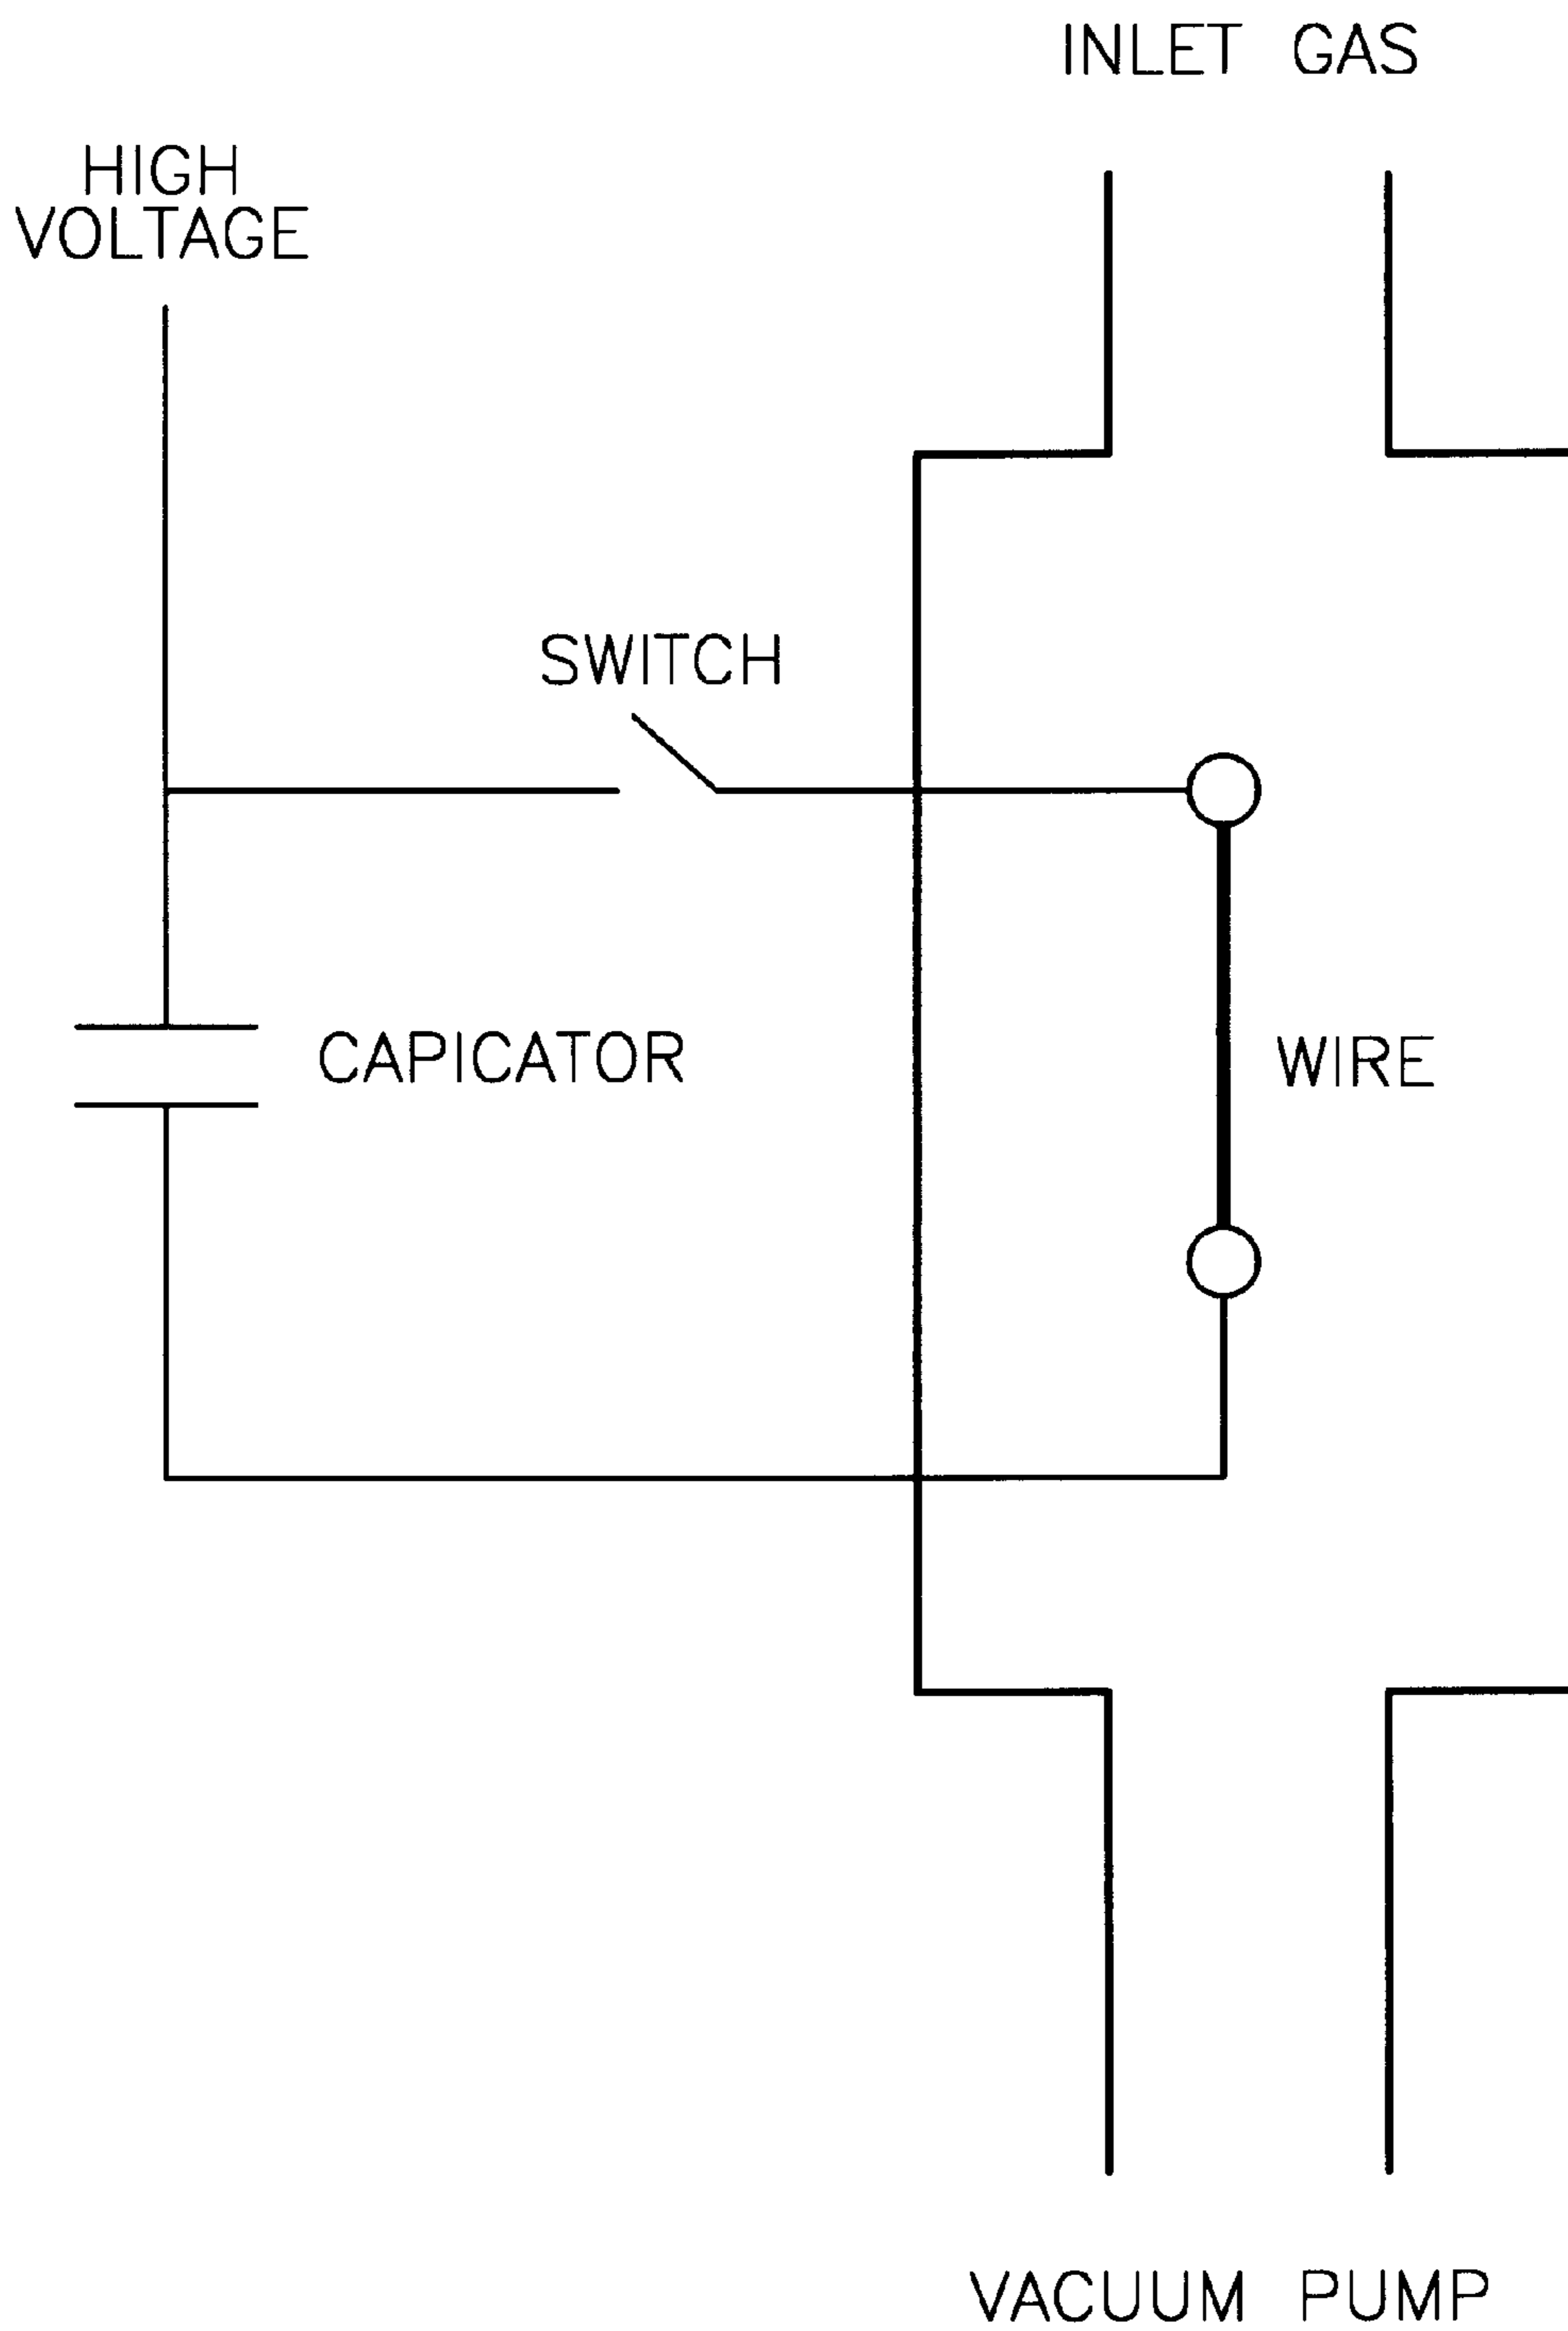 INLET GAS
HIGH
VOLTAGE
SWITCH
CAPICATOR
WIRE
VACUUM PUMP